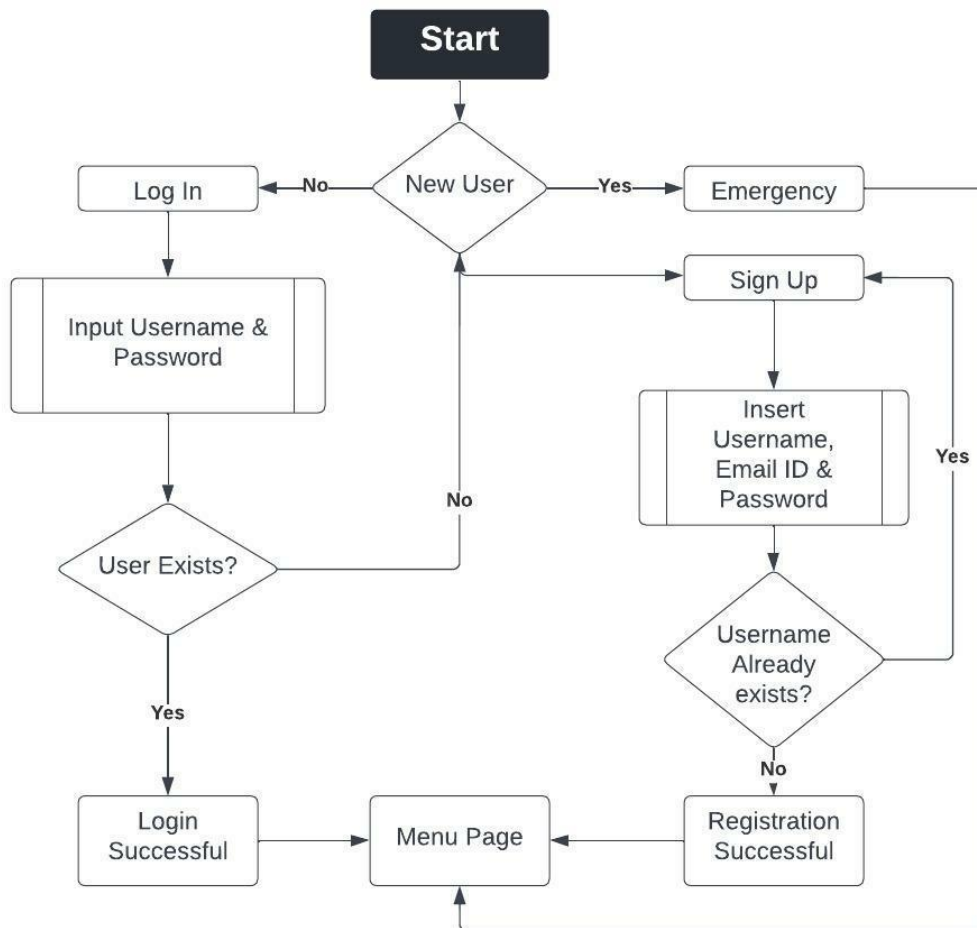 Start
New User
No
Yes
Log In
Emergency
Sign Up
Input Username &
Password
Insert
Username,
Email ID &
Password
Yes
No
User Exists?
Username
Already
exists?
Yes
No
Login
Successful
Menu Page
Registration
Successful